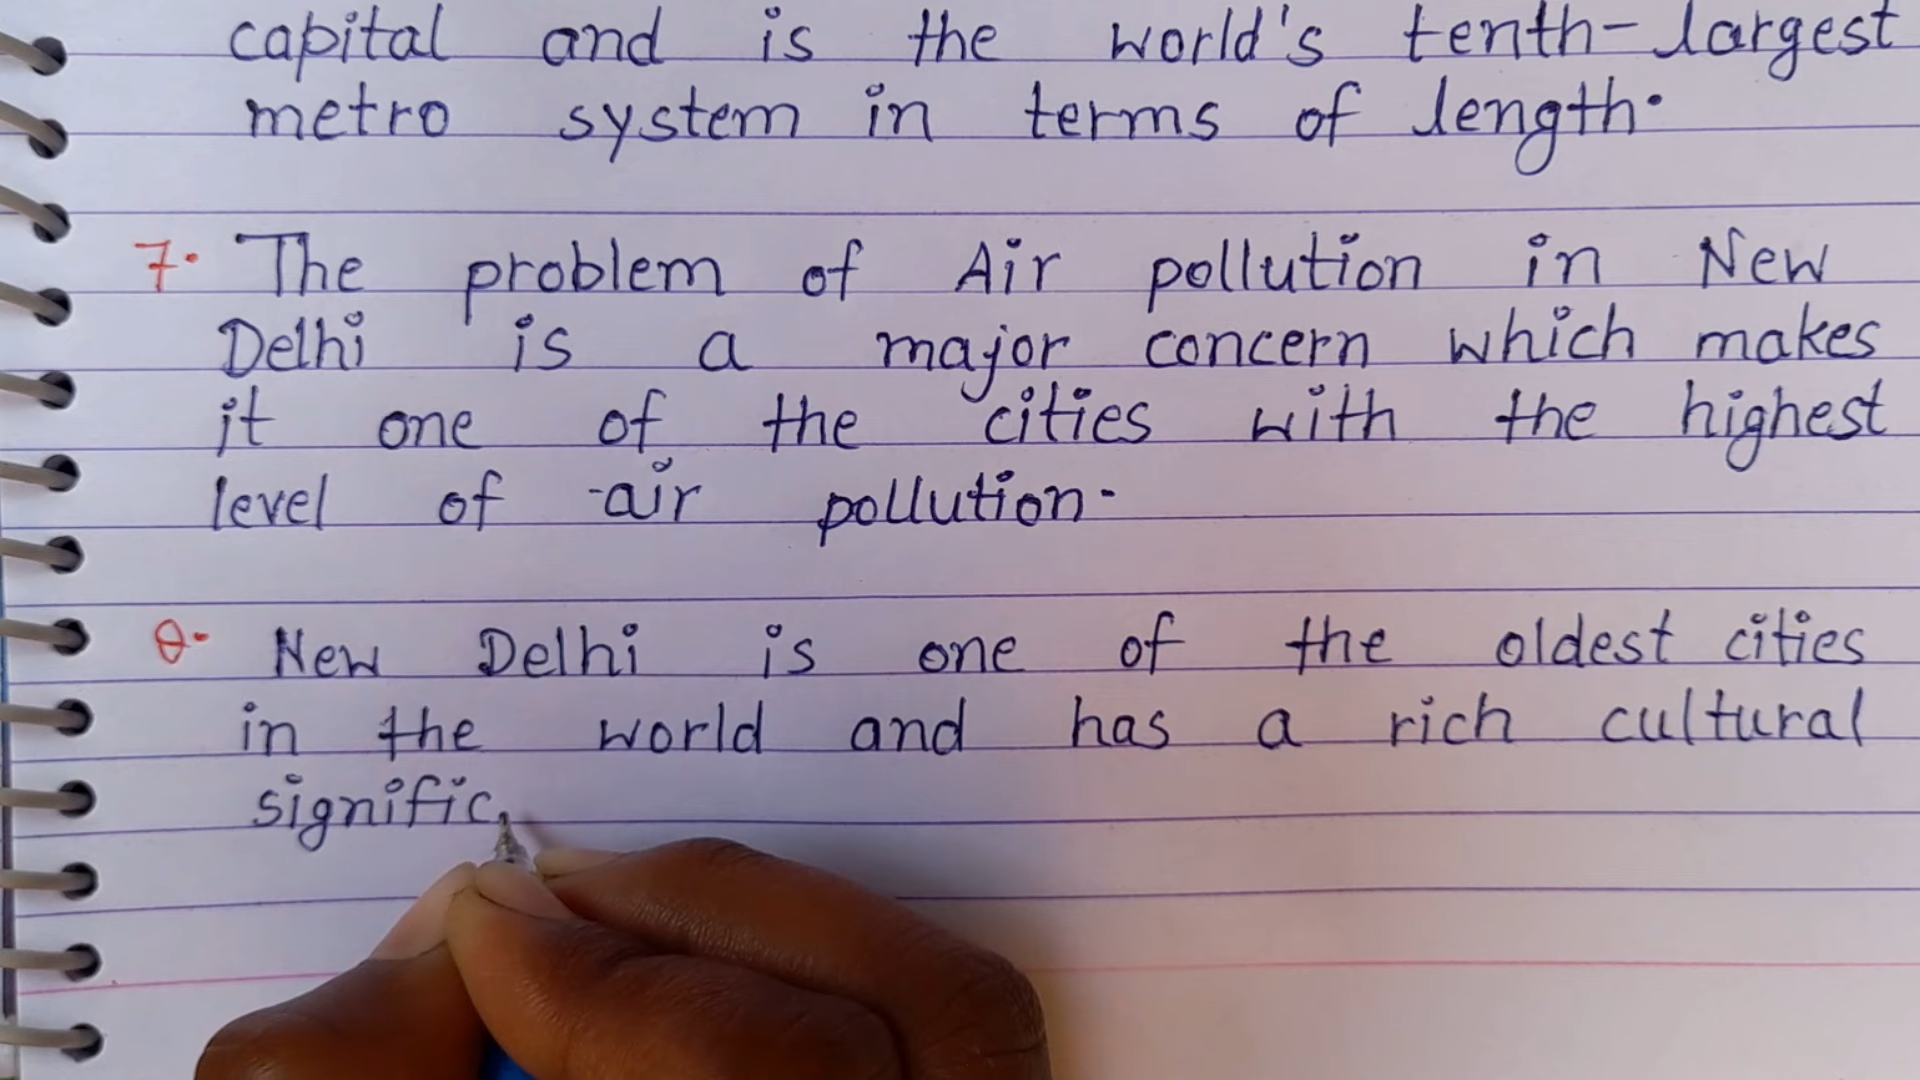 capital and is the world's tenth-largest
metro system in terms of length.
7. The problem of Air pollution in New
Delhi is a major concern which makes
it one of the cities with the highest
level of air pollution.
8. New Delhi is one of the oldest cities
in the world and has a rich cultural
signific